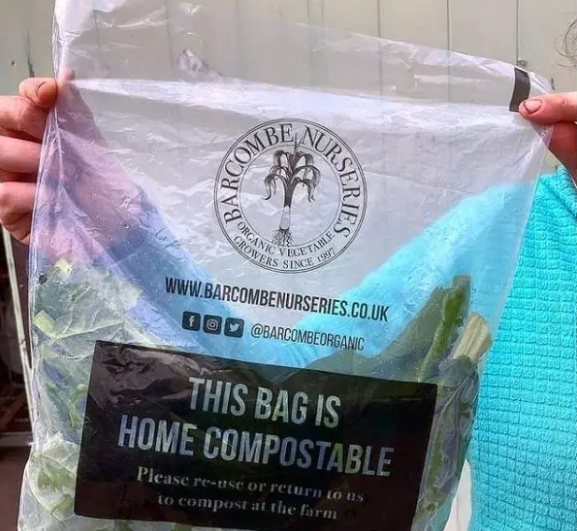 BARCOMBE NURSERIES
ORGANIC VEGETABLE
GROWERS SINCE 1997
WWW.BARCOMBENURSERIES.CO.UK
@BARCOMBEORGANIC
THIS BAG IS
HOME COMPOSTABLE
Please re-use or return to us
to compost at the farm